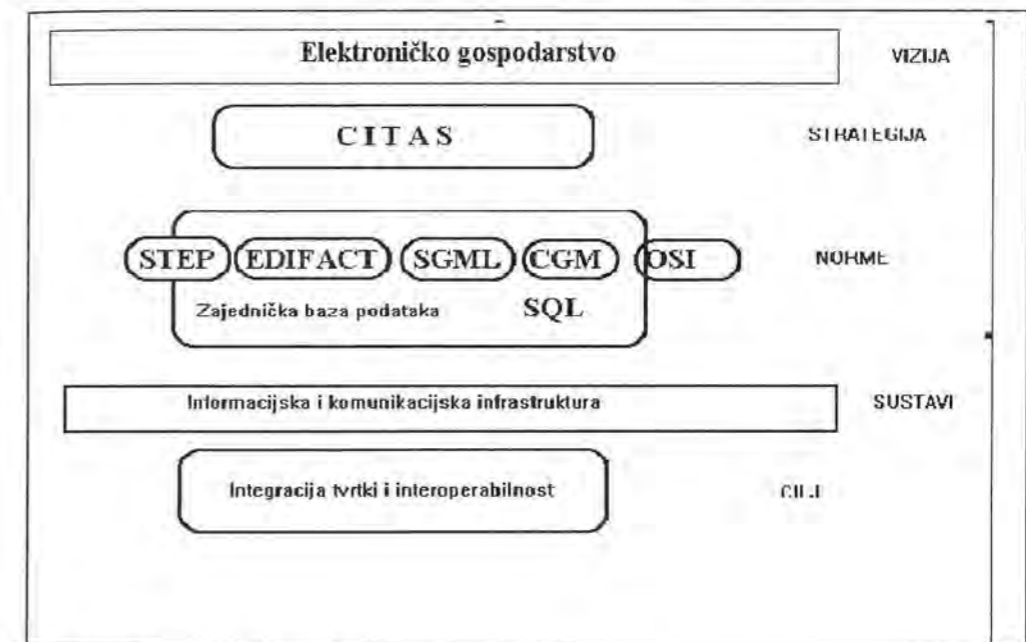 Elektroničko gospodarstvo VIZIJA
CITAS STRATEGIJA
STEP EDIFACT SGML CGM OSI NORME
Zajednička baza podataka SQL
Informacijska i komunikacijska infrastruktura SUSTAVI
Integracija tvrtki i interoperabilnost CILJ